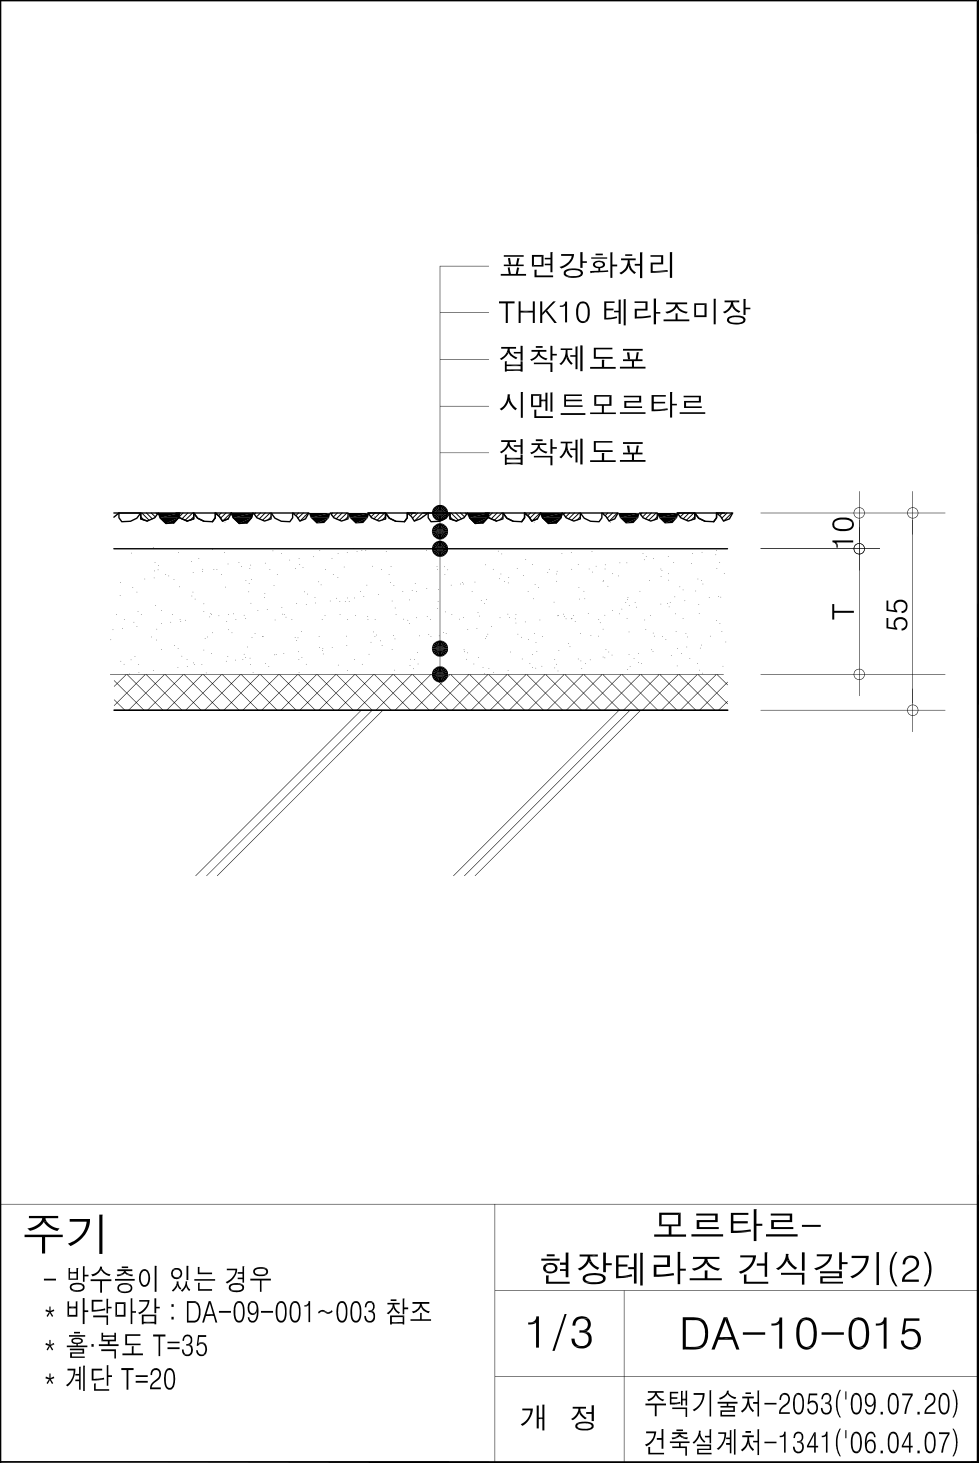 표면강화처리
THK10 테라조미장
접착제도포
시멘트모르타르
접착제도포
10
T
55
주기
- 방수층이 있는 경우
* 바닥마감 : DA-09-001~003 참조
* 홀·복도 T=35
* 계단 T=20
모르타르-
현장테라조 건식갈기(2)
1/3
DA-10-015
개 정
주택기술처-2053('09.07.20)
건축설계처-1341('06.04.07)